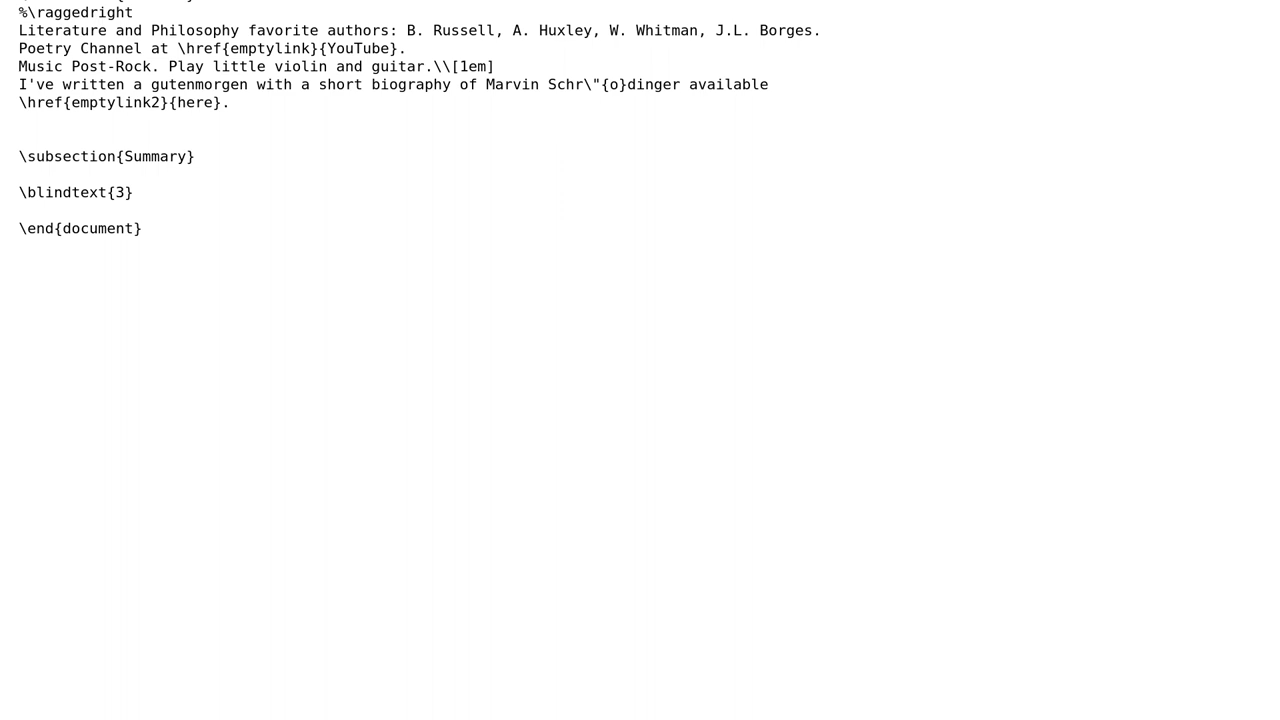 %\raggedright
Literature and Philosophy favorite authors: B. Russell, A. Huxley, W. Whitman, J.L. Borges.
Poetry Channel at \href{emptylink}{YouTube}.
Music Post-Rock. Play little violin and guitar.\\[1em]
I've written a gutenmorgen with a short biography of Marvin Schr\"{o}dinger available
\href{emptylink2}{here}.
\subsection{Summary}
\blindtext{3}
\end{document}